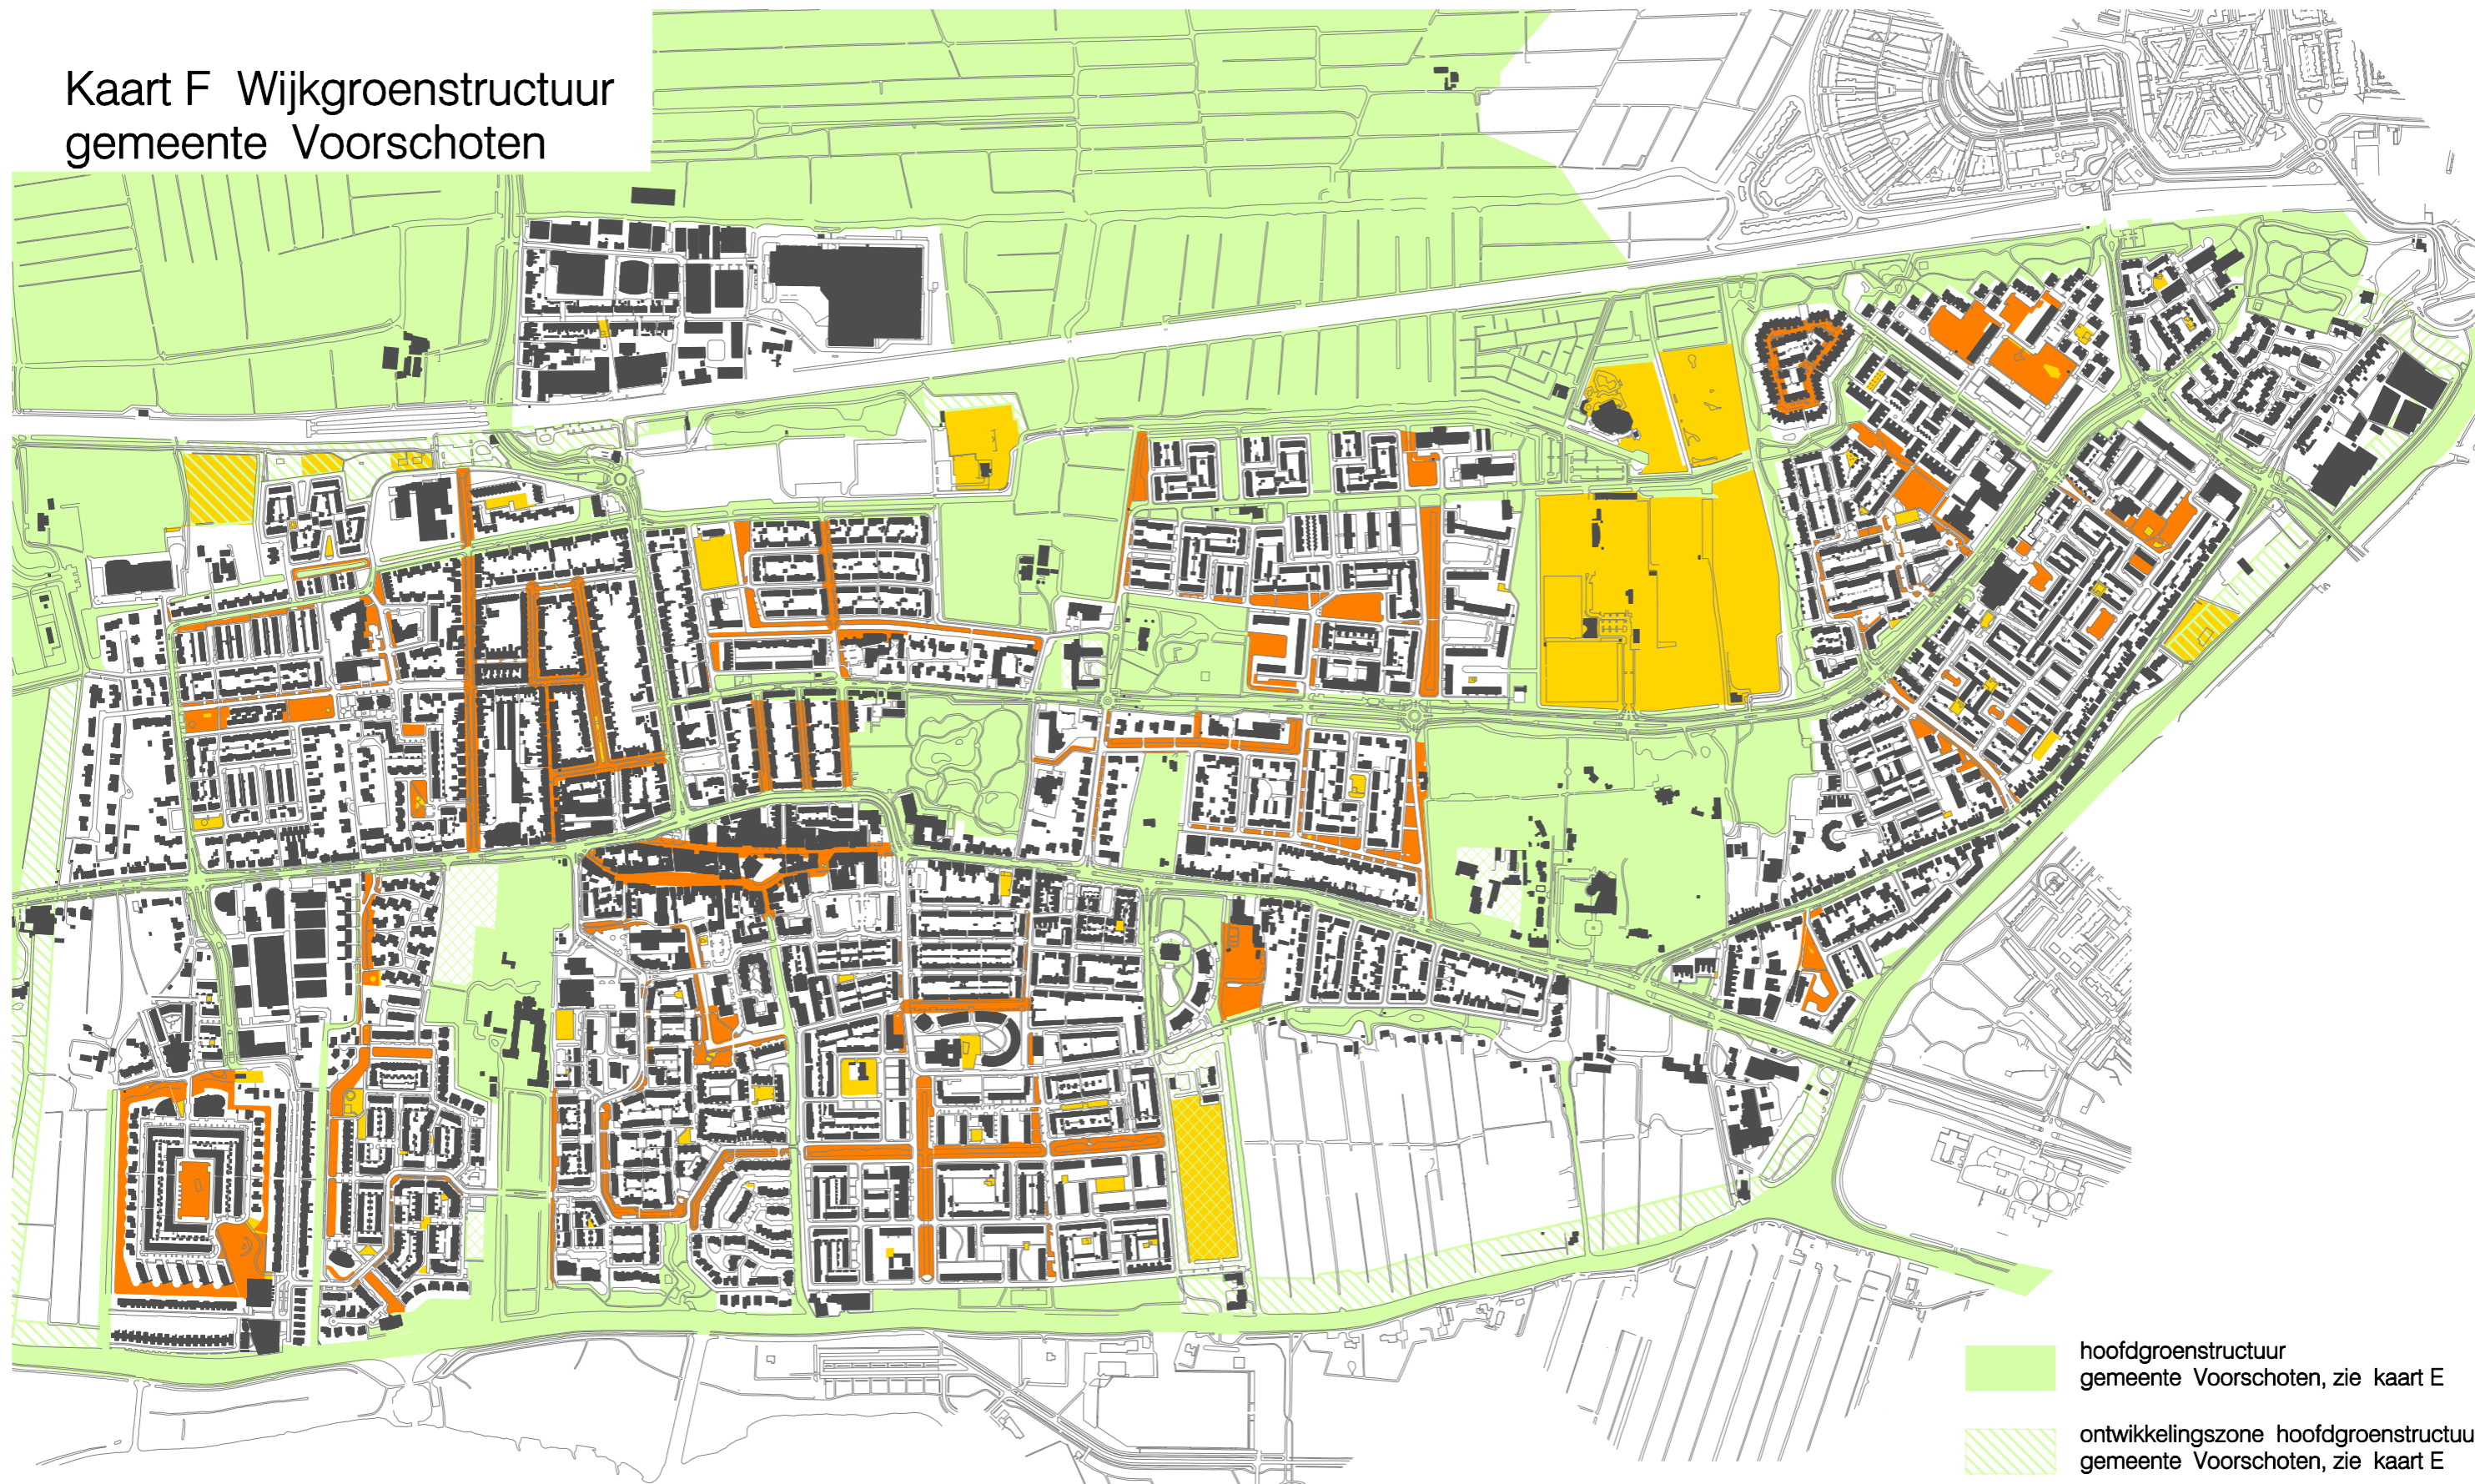 Kaart F Wijkgroenstructuur
gemeente Voorschoten
hoofdgroenstructuur
gemeente Voorschoten, zie kaart E
ontwikkelingszone hoofdgroenstructuu
gemeente Voorschoten, zie kaart E